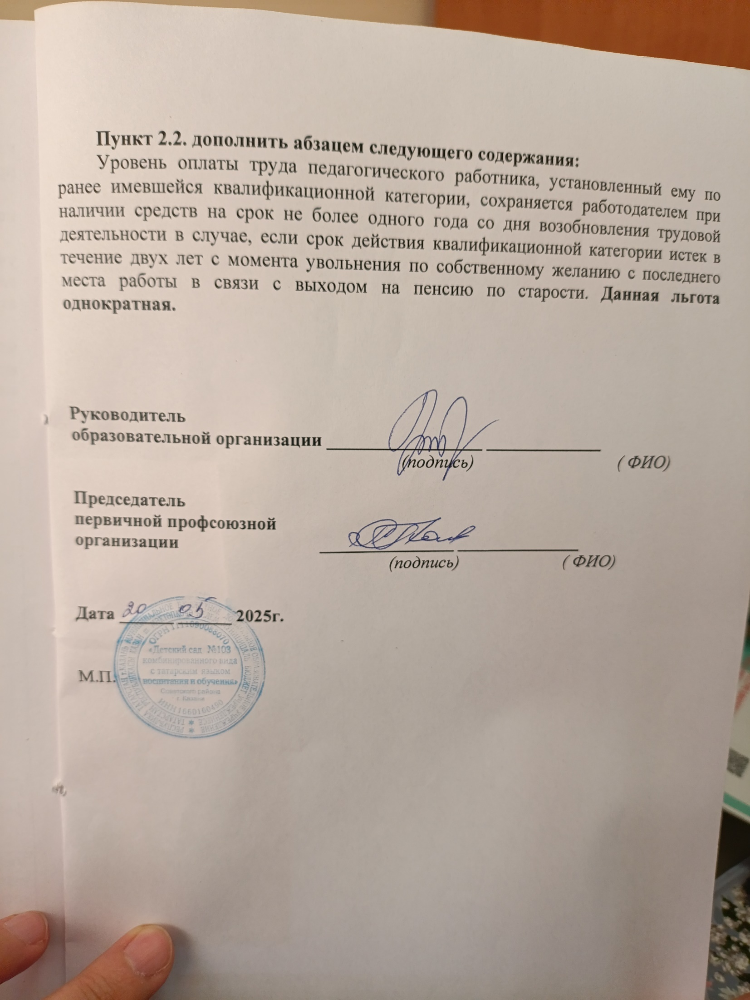 Пункт 2.2. дополнить абзацем следующего содержания:
Уровень оплаты труда педагогического работника, установленный ему по
ранее имевшейся квалификационной категории, сохраняется работодателем при
наличии средств на срок не более одного года со дня возобновления трудовой
деятельности в случае, если срок действия квалификационной категории истек в
течение двух лет с момента увольнения по собственному желанию с последнего
места работы в связи с выходом на пенсию по старости. Данная льгота
однократная.
Руководитель
образовательной организации
(подпись) ( ФИО)
Председатель
первичной профсоюзной
организации
(подпись) ( ФИО)
Дата 20 05 2025г.
М.П.
«Детский сад №103
комбинированного вида
с татарским языком
воспитания и обучения»
Советского района
г. Казани
ИНН 1660160490